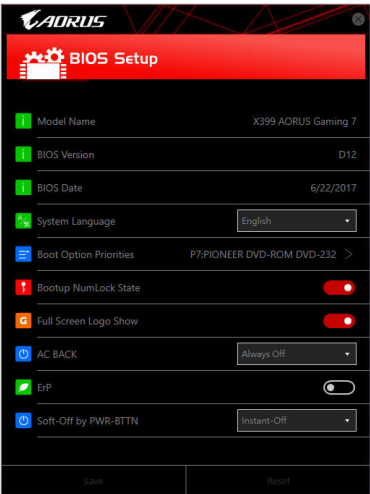 AORUS
BIOS Setup
Model Name X399 AORUS Gaming 7
BIOS Version D12
BIOS Date 6/22/2017
System Language English
Boot Option Priorities P7:PIONEER DVD-ROM DVD-232 >
Bootup NumLock State
G Full Screen Logo Show
AC BACK Always Off
ErP
Soft-Off by PWR-BTTN Instant-Off
Save Reset